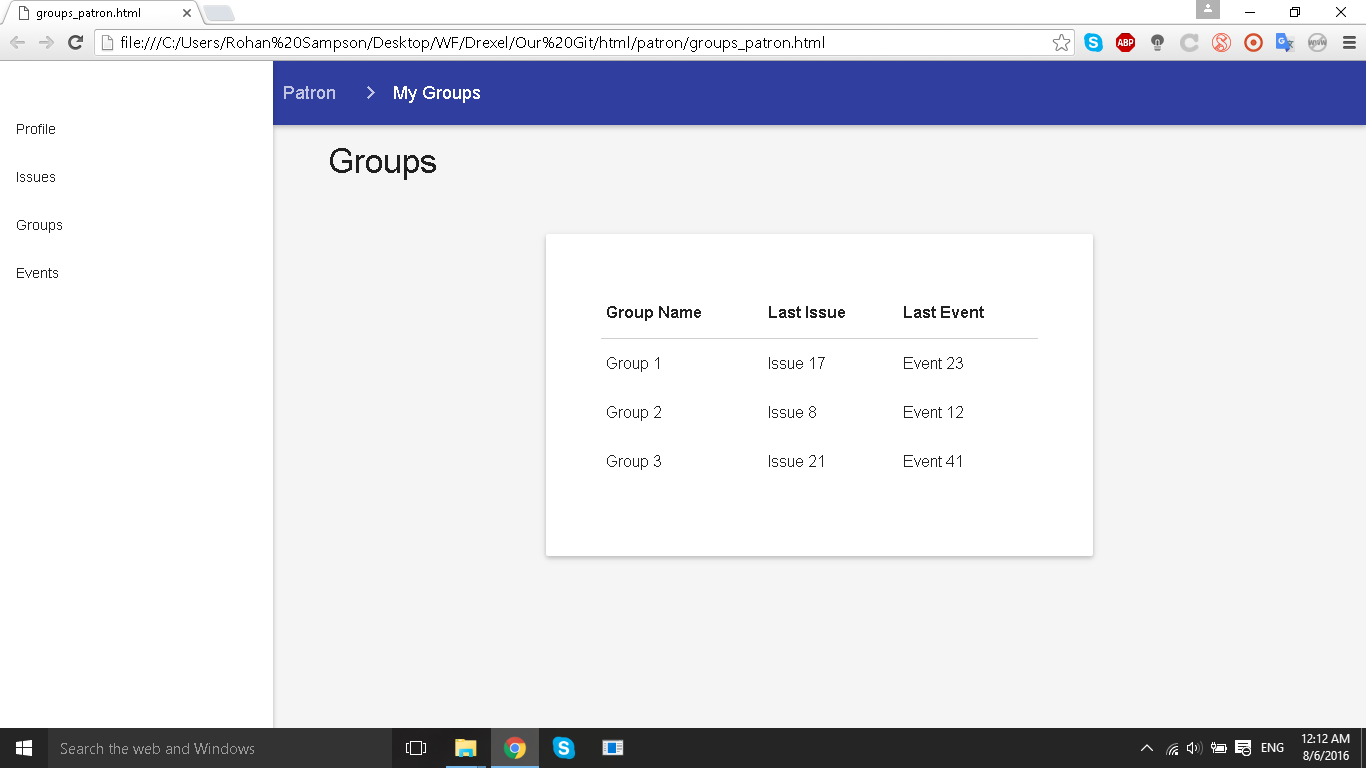 groups_patron.html
file:///C:/Users/Rohan%20Sampson/Desktop/WF/Drexel/Our%20Git/html/patron/groups_patron.html
ABP
Patron My Groups
Profile
Issues
Groups
Events
Groups
Group Name Last Issue Last Event
Group 1 Issue 17 Event 23
Group 2 Issue 8 Event 12
Group 3 Issue 21 Event 41
Search the web and Windows
ENG
12:12 AM
8/6/2016